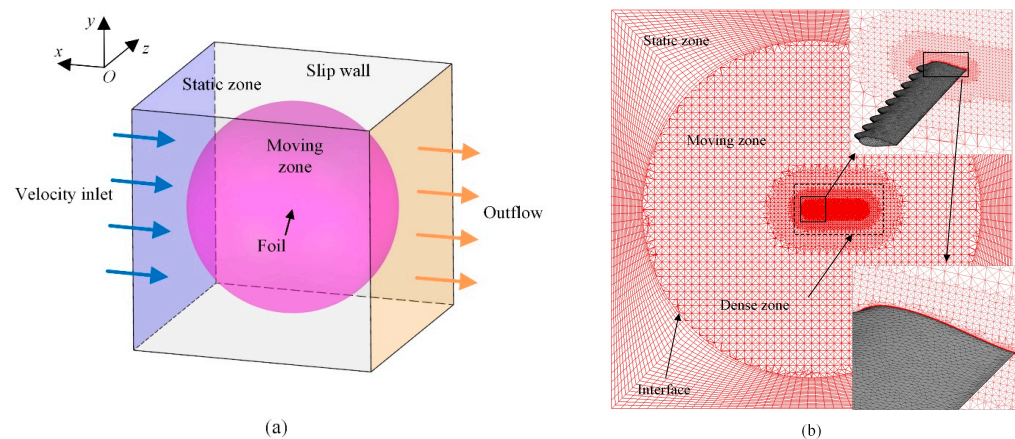 y
x
z
O
Slip wall
Static zone
Moving
zone
Velocity inlet
Outflow
Foil
(a)
Static zone
Moving zone
Dense zone
Interface
(b)